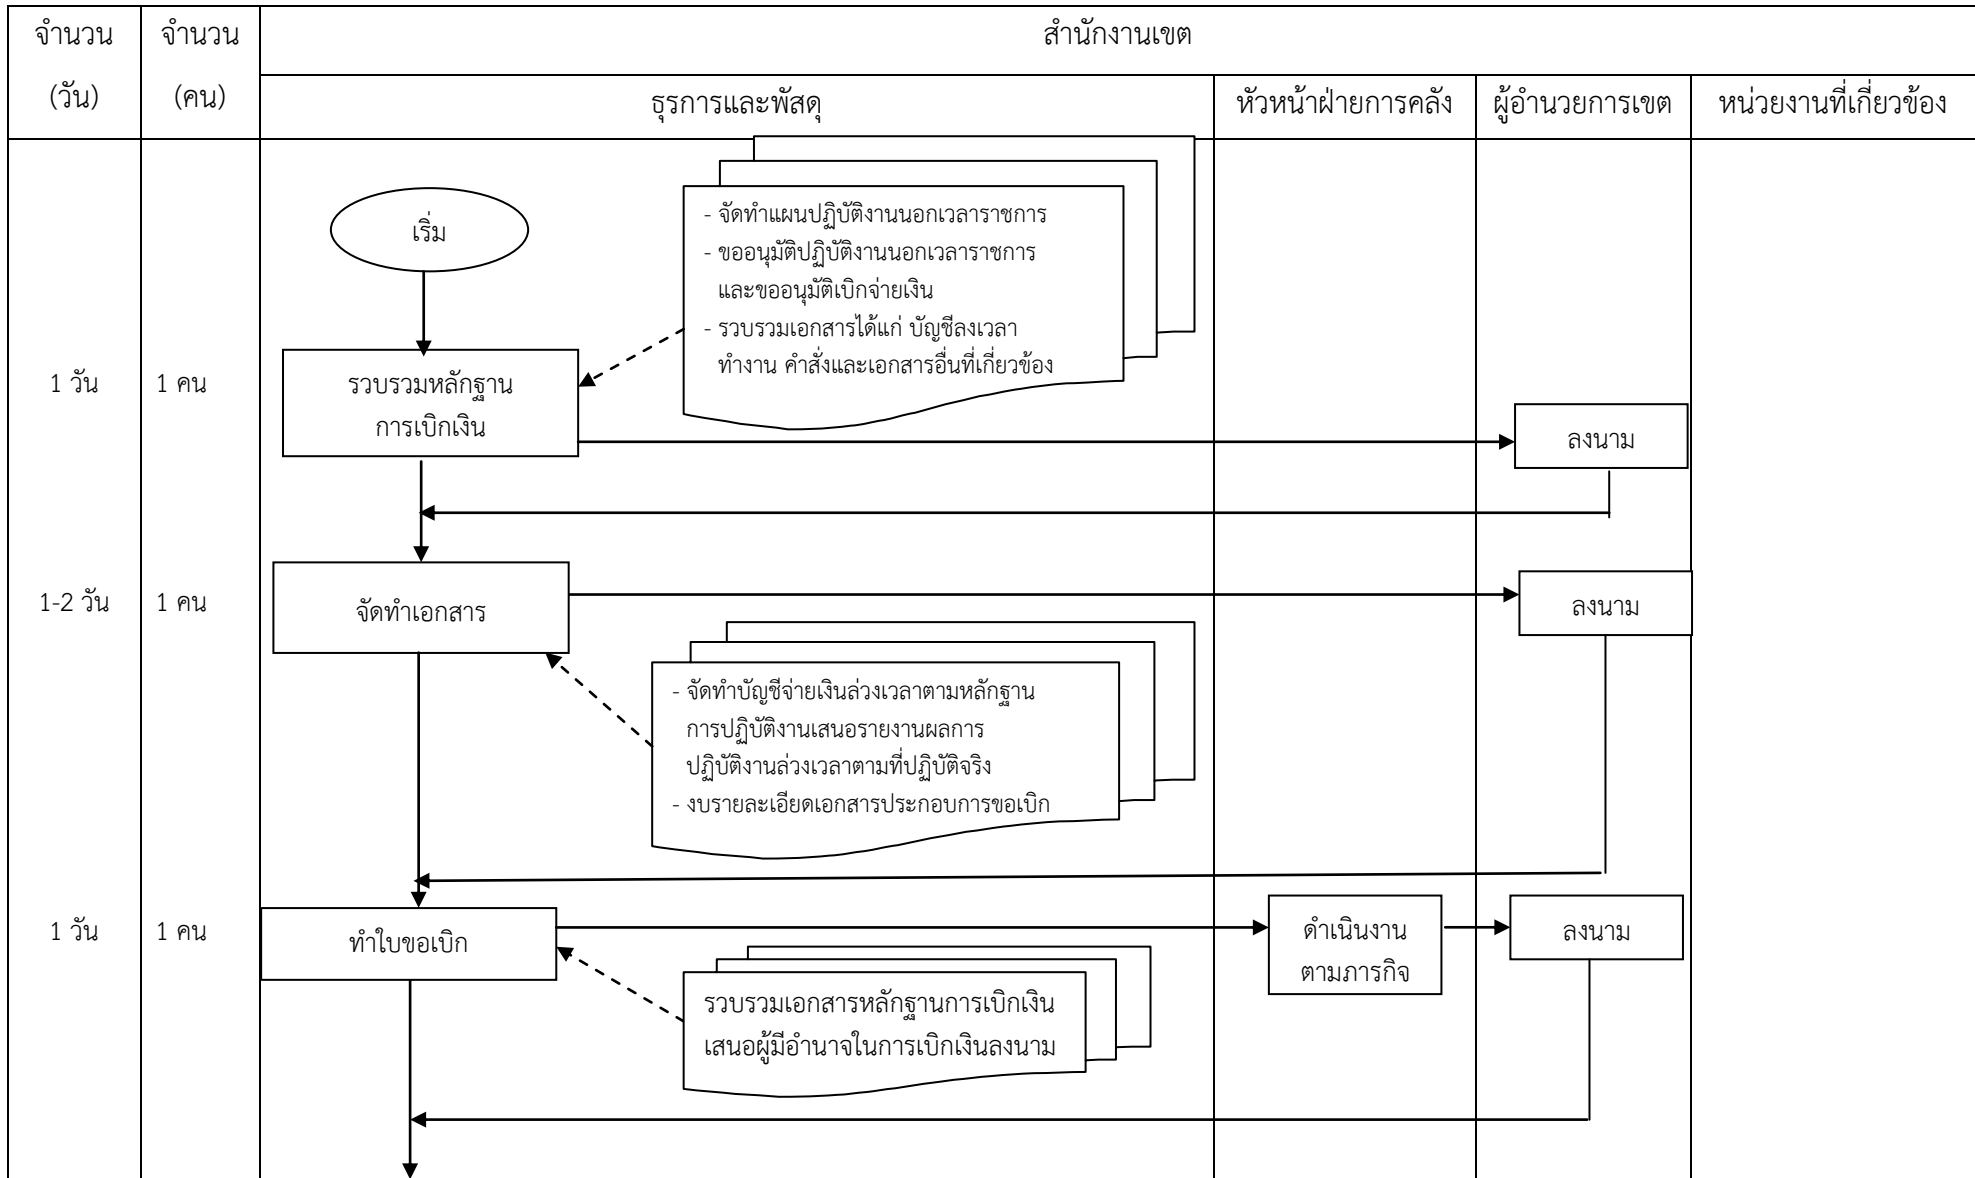 จำนวน
(วัน)
จำนวน
(คน)
สำนักงานเขต
ธุรการและพัสดุ
หัวหน้าฝ่ายการคลัง
ผู้อำนวยการเขต
หน่วยงานที่เกี่ยวข้อง
เริ่ม
- จัดทำแผนปฏิบัติงานนอกเวลาราชการ
- ขออนุมัติปฏิบัติงานนอกเวลาราชการ
และขออนุมัติเบิกจ่ายเงิน
- รวบรวมเอกสารได้แก่ บัญชีลงเวลา
ทำงาน คำสั่งและเอกสารอื่นที่เกี่ยวข้อง
1 วัน
1 คน
รวบรวมหลักฐาน
การเบิกเงิน
ลงนาม
1-2 วัน
1 คน
จัดทำเอกสาร
ลงนาม
- จัดทำบัญชีจ่ายเงินล่วงเวลาตามหลักฐาน
การปฏิบัติงานเสนอรายงานผลการ
ปฏิบัติงานล่วงเวลาตามที่ปฏิบัติจริง
- งบรายละเอียดเอกสารประกอบการขอเบิก
1 วัน
1 คน
ทำใบขอเบิก
ดำเนินงาน
ตามภารกิจ
ลงนาม
รวบรวมเอกสารหลักฐานการเบิกเงิน
เสนอผู้มีอำนาจในการเบิกเงินลงนาม